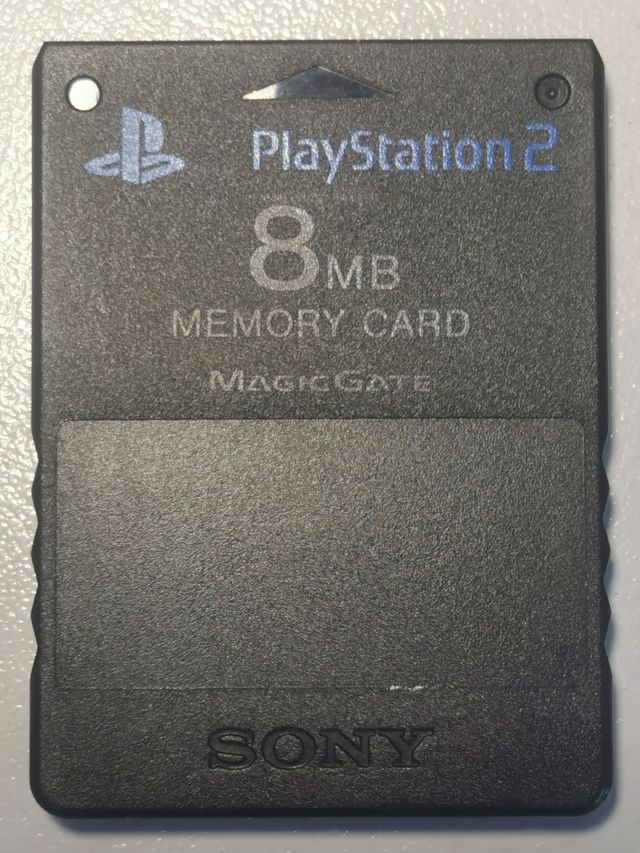 PlayStation 2
8MB
MEMORY CARD
MAGICGATE
SONY